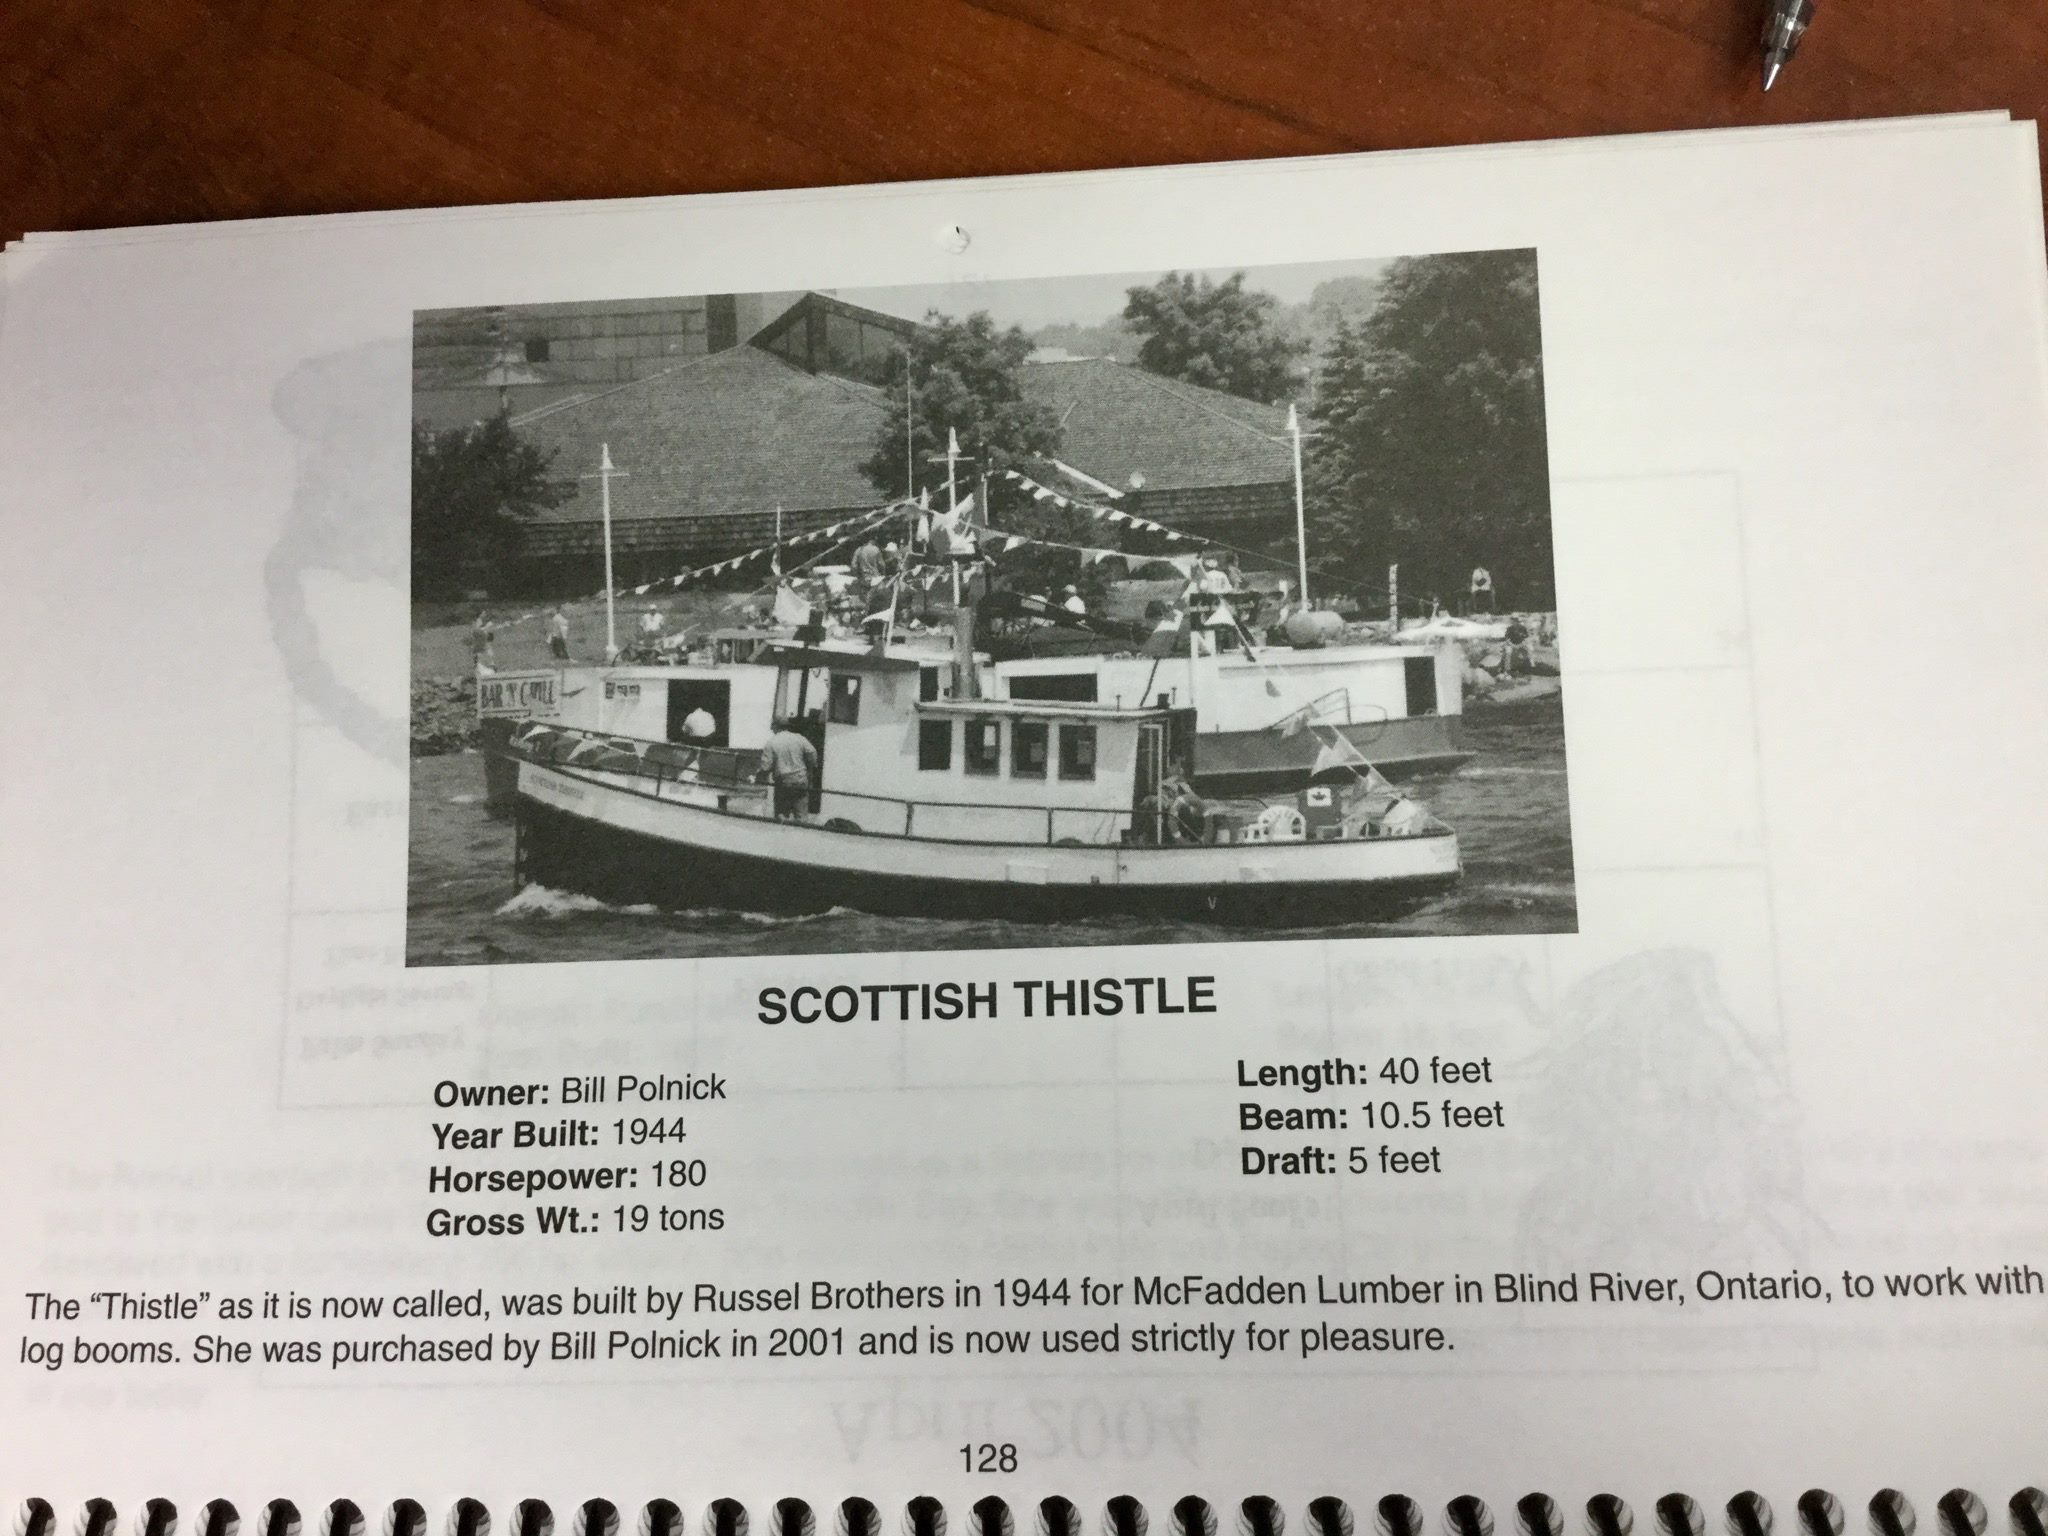 BAR 'N' GRILL
SCOTTISH THISTLE
Owner: Bill Polnick
Year Built: 1944
Horsepower: 180
Gross Wt.: 19 tons
Length: 40 feet
Beam: 10.5 feet
Draft: 5 feet
The “Thistle” as it is now called, was built by Russel Brothers in 1944 for McFadden Lumber in Blind River, Ontario, to work with
log booms. She was purchased by Bill Polnick in 2001 and is now used strictly for pleasure.
April 2004
128